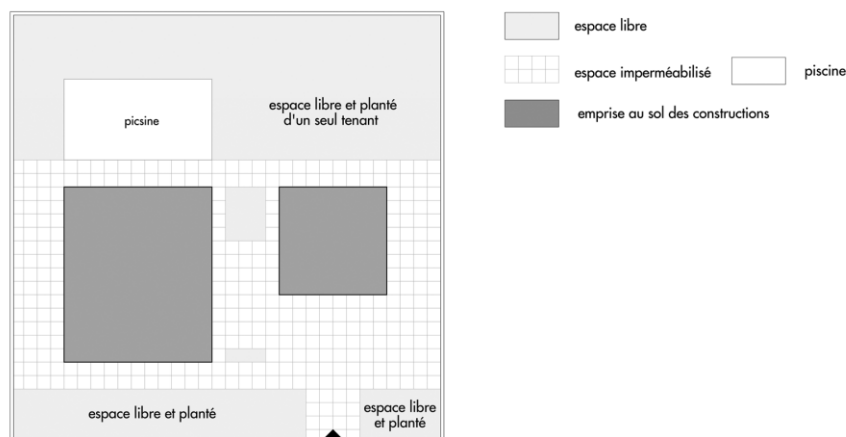 espace libre
espace imperméabilisé
piscine
emprise au sol des constructions
picsine
espace libre et planté
d'un seul tenant
espace libre et planté
espace libre
et planté